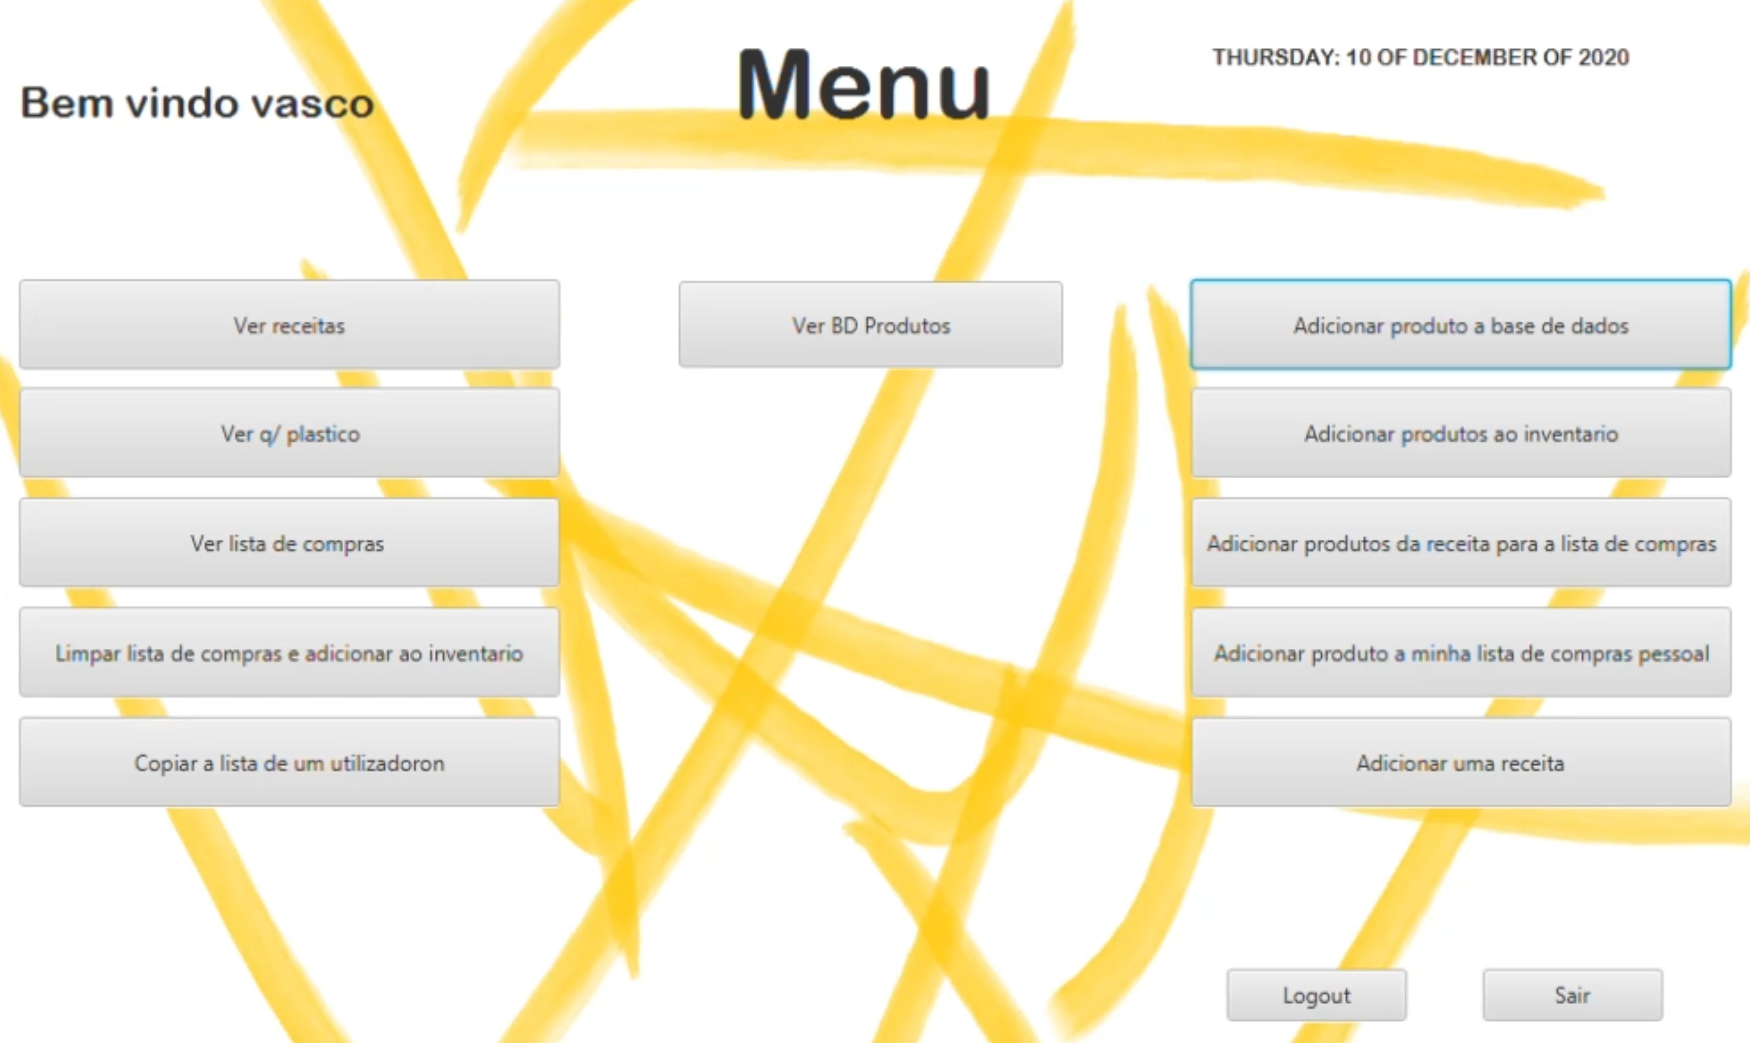 Menu
THURSDAY: 10 OF DECEMBER OF 2020
Bem vindo vasco
Ver receitas
Ver q/ plastico
Ver lista de compras
Limpar lista de compras e adicionar ao inventario
Copiar a lista de um utilizadoron
Ver BD Produtos
Adicionar produto a base de dados
Adicionar produtos ao inventario
Adicionar produtos da receita para a lista de compras
Adicionar produto a minha lista de compras pessoal
Adicionar uma receita
Logout
Sair